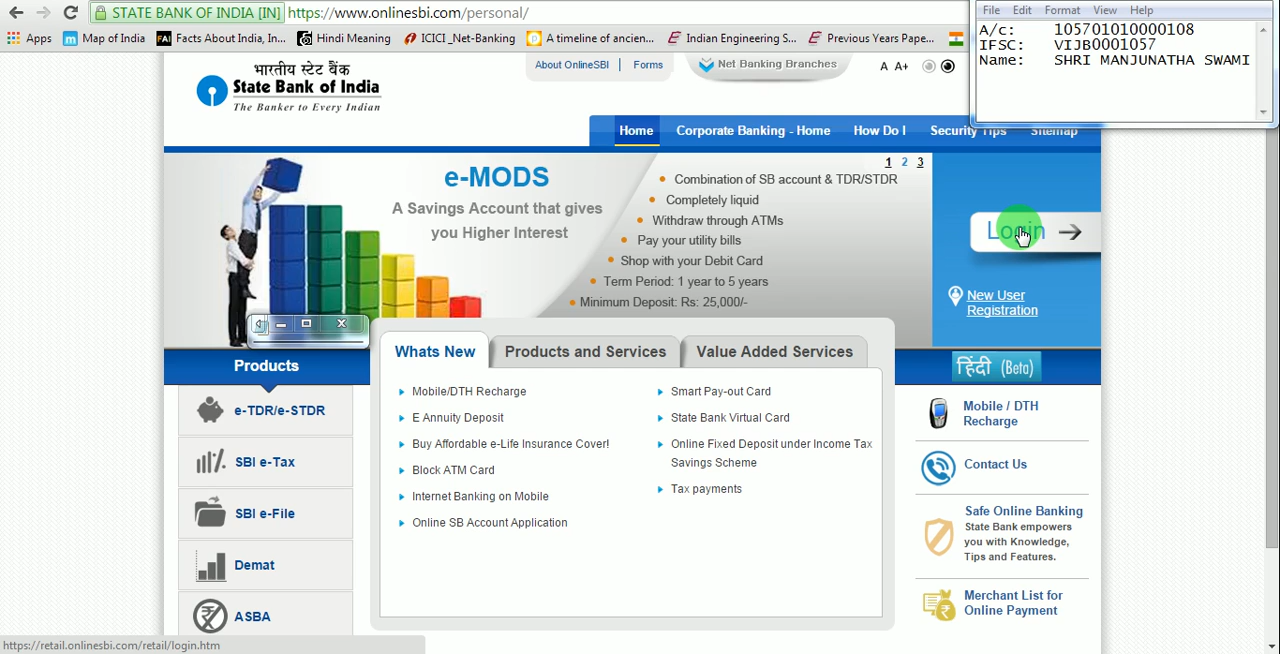 STATE BANK OF INDIA [IN] https://www.onlinesbi.com/personal/
Apps Map of India Facts About India, In... Hindi Meaning ICICI _Net-Banking A timeline of ancien... Indian Engineering S... Previous Years Pape...
File Edit Format View Help
A/c: 105701010000108
IFSC: VIJB0001057
Name: SHRI MANJUNATHA SWAMI
भारतीय स्टेट बैंक
State Bank of India
The Banker to Every Indian
About OnlineSBI | Forms
Net Banking Branches
A A+
Home Corporate Banking - Home How Do I Security Tips Sitemap
1 2 3
e-MODS
A Savings Account that gives
you Higher Interest
Combination of SB account & TDR/STDR
Completely liquid
Withdraw through ATMs
Pay your utility bills
Shop with your Debit Card
Term Period: 1 year to 5 years
Minimum Deposit: Rs: 25,000/-
Login
New User
Registration
Products
e-TDR/e-STDR
SBI e-Tax
SBI e-File
Demat
ASBA
Whats New Products and Services Value Added Services
Mobile/DTH Recharge
E Annuity Deposit
Buy Affordable e-Life Insurance Cover!
Block ATM Card
Internet Banking on Mobile
Online SB Account Application
Smart Pay-out Card
State Bank Virtual Card
Online Fixed Deposit under Income Tax
Savings Scheme
Tax payments
हिंदी (Beta)
Mobile / DTH
Recharge
Contact Us
Safe Online Banking
State Bank empowers
you with Knowledge,
Tips and Features.
Merchant List for
Online Payment
https://retail.onlinesbi.com/retail/login.htm